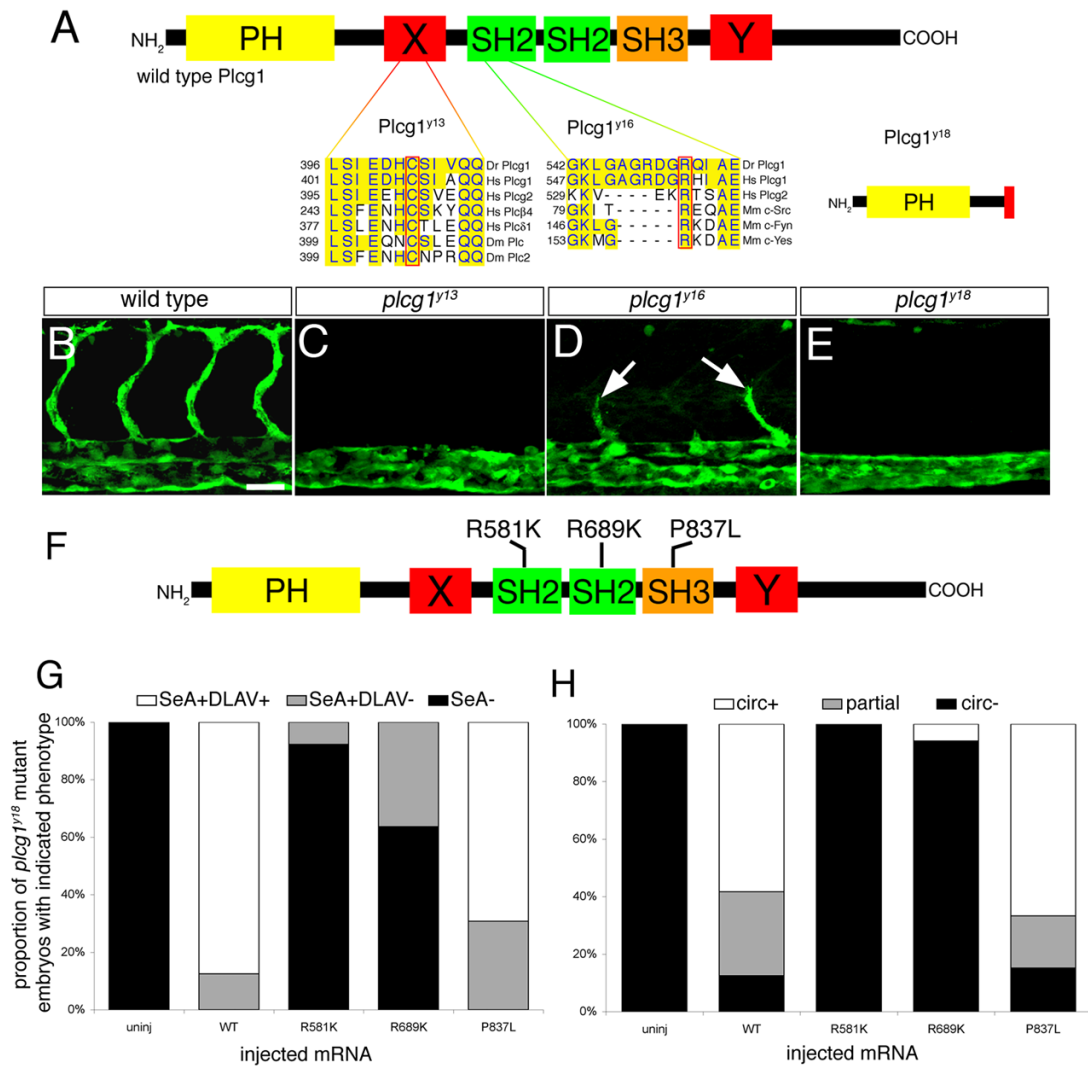 A
NH2 PH X SH2 SH2 SH3 Y COOH
wild type Plcg1
Plcg1y13
Plcg1y16
Plcg1y18
396 LSIEDHCSIVQQ Dr Plcg1
401 LSIEDHCSIAQQ Hs Plcg1
395 LSIEEHCSVEQQ Hs Plcg2
243 LSFENHCSKYQQ Hs Plcβ4
377 LSLENHCTLEQQ Hs Plcδ1
399 LSIEQNCSLEQQ Dm Plc
399 LSFENHCNPRQQ Dm Plc2
542 GKLGAGRDGRQIAE Dr Plcg1
547 GKLGAGRDGRHIAE Hs Plcg1
529 KKV----EKRTSAE Hs Plcg2
79 GKIT-----REQAE Mm c-Src
146 GKLG-----RKDAE Mm c-Fyn
153 GKMG-----RKDAE Mm c-Yes
NH2 PH
wild type
plcg1y13
plcg1y16
plcg1y18
B
C
D
E
F
R581K R689K P837L
NH2 PH X SH2 SH2 SH3 Y COOH
G
SeA+DLAV+ SeA+DLAV- SeA-
proportion of plcg1y18 mutant
embryos with indicated phenotype
100%
80%
60%
40%
20%
0%
uninj WT R581K R689K P837L
injected mRNA
H
circ+ partial circ-
100%
80%
60%
40%
20%
0%
uninj WT R581K R689K P837L
injected mRNA